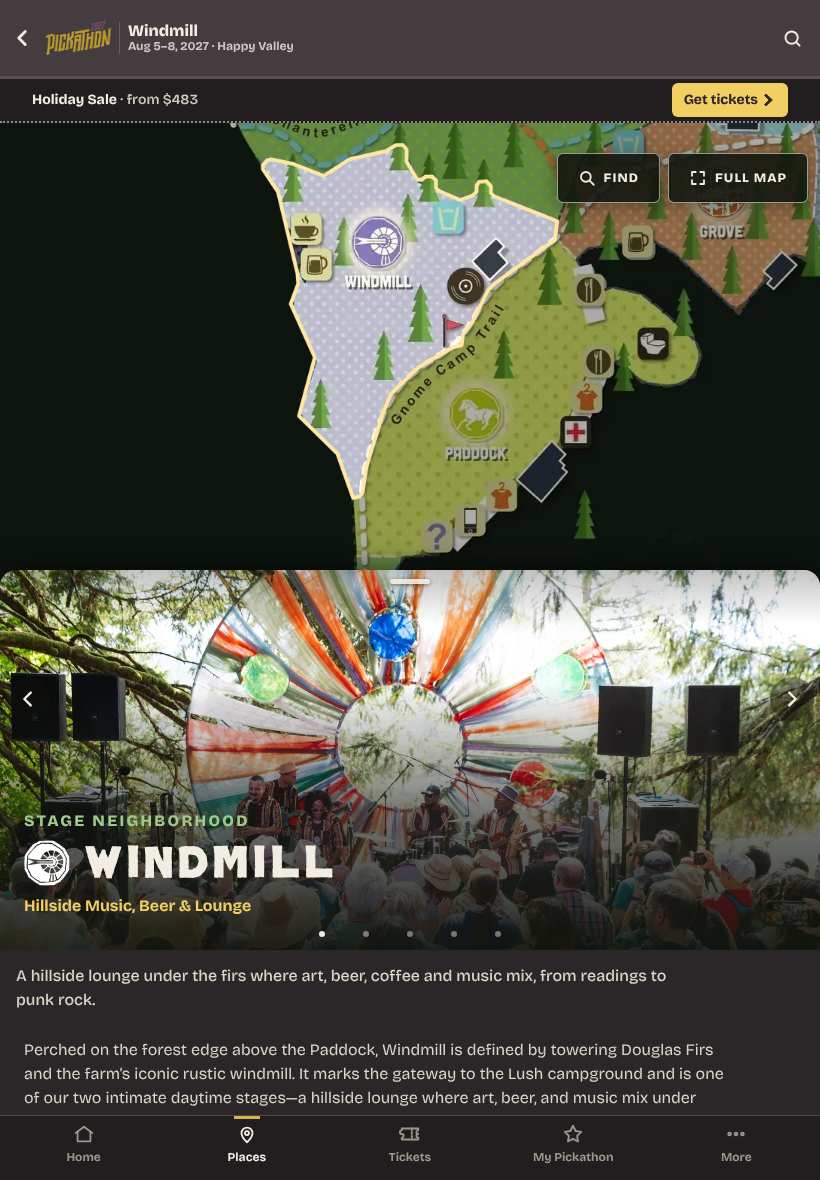 PICKATHON
Windmill
Aug 5–8, 2027 · Happy Valley
Holiday Sale · from $483
Get tickets
FIND
FULL MAP
GROVE
WINDMILL
Gnome Camp Trail
PADDOCK
?
STAGE NEIGHBORHOOD
WINDMILL
Hillside Music, Beer & Lounge
A hillside lounge under the firs where art, beer, coffee and music mix, from readings to
punk rock.
Perched on the forest edge above the Paddock, Windmill is defined by towering Douglas Firs
and the farm's iconic rustic windmill. It marks the gateway to the Lush campground and is one
of our two intimate daytime stages—a hillside lounge where art, beer, and music mix under
Home
Places
Tickets
My Pickathon
More